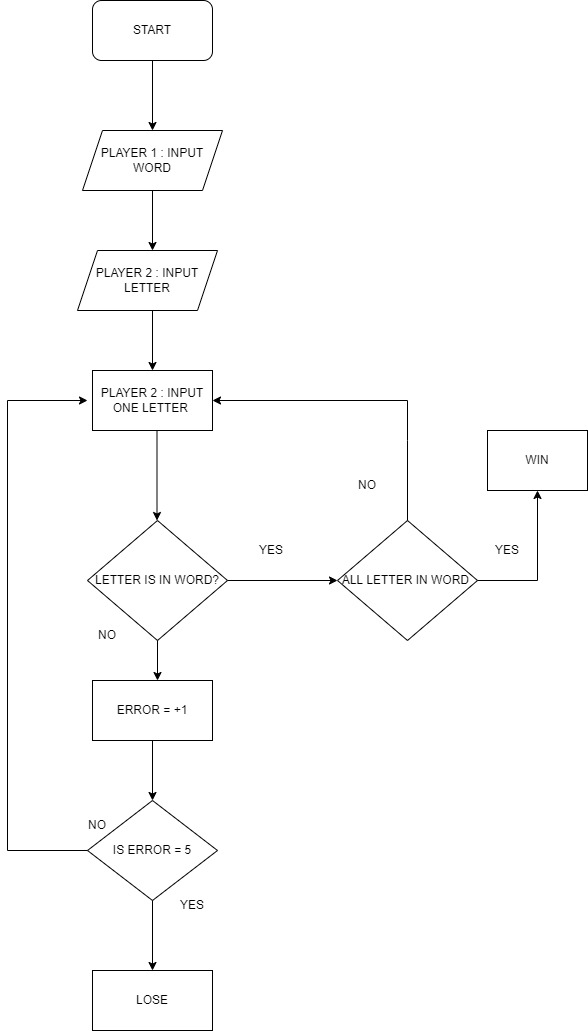 START
PLAYER 1 : INPUT
WORD
PLAYER 2 : INPUT
LETTER
PLAYER 2 : INPUT
ONE LETTER
WIN
NO
YES
YES
LETTER IS IN WORD?
ALL LETTER IN WORD
NO
ERROR = +1
NO
IS ERROR = 5
YES
LOSE